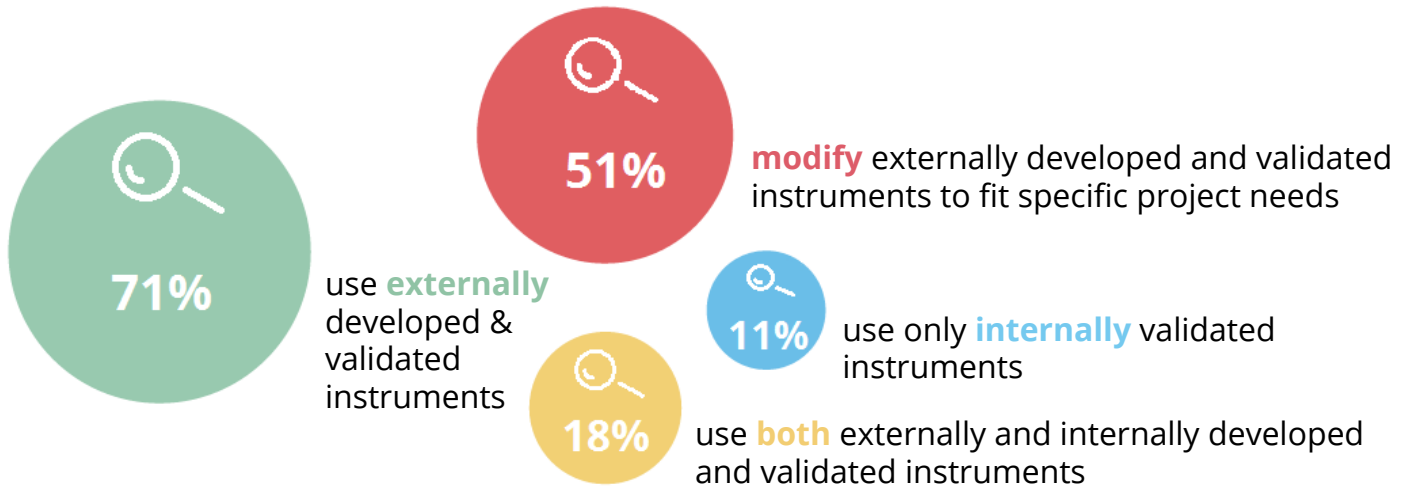 71%
use externally
developed &
validated
instruments
51%
modify externally developed and validated
instruments to fit specific project needs
11%
use only internally validated
instruments
18%
use both externally and internally developed
and validated instruments